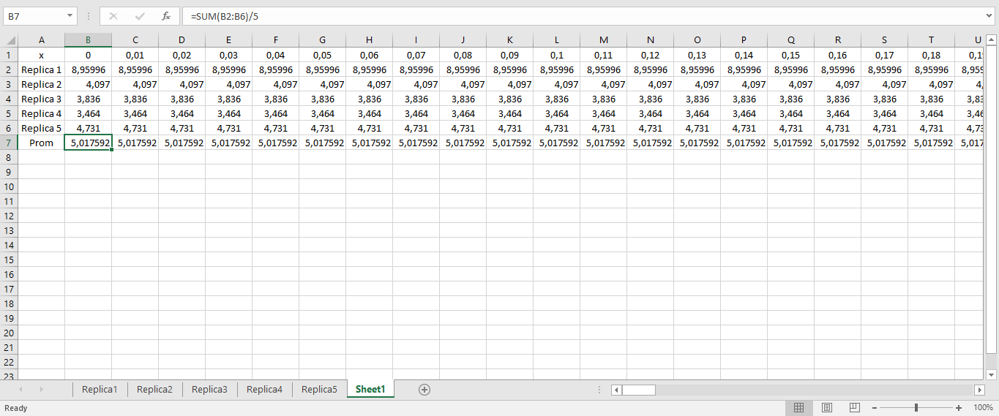 B7 fx =SUM(B2:B6)/5
A B C D E F G H I J K L M N O P Q R S T U
1 x 0 0,01 0,02 0,03 0,04 0,05 0,06 0,07 0,08 0,09 0,1 0,11 0,12 0,13 0,14 0,15 0,16 0,17 0,18
2 Replica 1 8,95996 8,95996 8,95996 8,95996 8,95996 8,95996 8,95996 8,95996 8,95996 8,95996 8,95996 8,95996 8,95996 8,95996 8,95996 8,95996 8,95996 8,95996 8,95996
3 Replica 2 4,097 4,097 4,097 4,097 4,097 4,097 4,097 4,097 4,097 4,097 4,097 4,097 4,097 4,097 4,097 4,097 4,097 4,097 4,097
4 Replica 3 3,836 3,836 3,836 3,836 3,836 3,836 3,836 3,836 3,836 3,836 3,836 3,836 3,836 3,836 3,836 3,836 3,836 3,836 3,836
5 Replica 4 3,464 3,464 3,464 3,464 3,464 3,464 3,464 3,464 3,464 3,464 3,464 3,464 3,464 3,464 3,464 3,464 3,464 3,464 3,464
6 Replica 5 4,731 4,731 4,731 4,731 4,731 4,731 4,731 4,731 4,731 4,731 4,731 4,731 4,731 4,731 4,731 4,731 4,731 4,731 4,731
7 Prom 5,017592 5,017592 5,017592 5,017592 5,017592 5,017592 5,017592 5,017592 5,017592 5,017592 5,017592 5,017592 5,017592 5,017592 5,017592 5,017592 5,017592 5,017592 5,017592
8
9
10
11
12
13
14
15
16
17
18
19
20
21
22
23
Replica1 Replica2 Replica3 Replica4 Replica5 Sheet1
Ready 100%